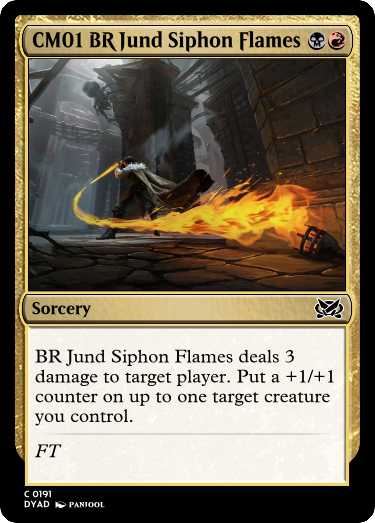 CM01 BR Jund Siphon Flames
Sorcery
BR Jund Siphon Flames deals 3
damage to target player. Put a +1/+1
counter on up to one target creature
you control.
FT
C 0191
DYAD PANJOOL